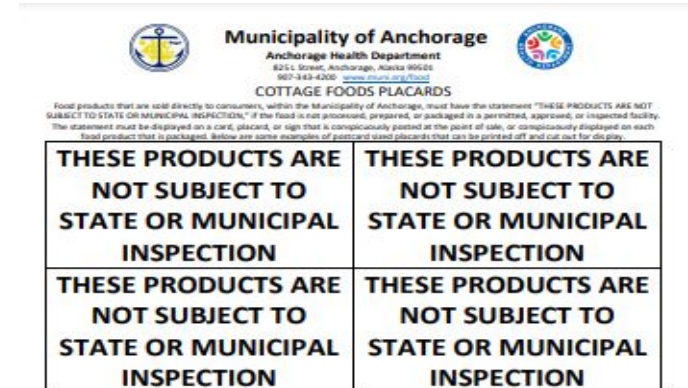 Municipality of Anchorage
Anchorage Health Department
825 L Street, Anchorage, Alaska 99501
907-343-4200 www.muni.org/food
COTTAGE FOODS PLACARDS
Food products that are sold directly to consumers, within the Municipality of Anchorage, must have the statement "THESE PRODUCTS ARE NOT
SUBJECT TO STATE OR MUNICIPAL INSPECTION," if the food is not processed, prepared, or packaged in a permitted, approved, or inspected facility.
The statement must be displayed on a card, placard, or sign that is conspicuously posted at the point of sale, or conspicuously displayed on each
food product that is packaged. Below are some examples of postcard sized placards that can be printed off and cut out for display.
THESE PRODUCTS ARE
NOT SUBJECT TO
STATE OR MUNICIPAL
INSPECTION
THESE PRODUCTS ARE
NOT SUBJECT TO
STATE OR MUNICIPAL
INSPECTION
THESE PRODUCTS ARE
NOT SUBJECT TO
STATE OR MUNICIPAL
INSPECTION
THESE PRODUCTS ARE
NOT SUBJECT TO
STATE OR MUNICIPAL
INSPECTION